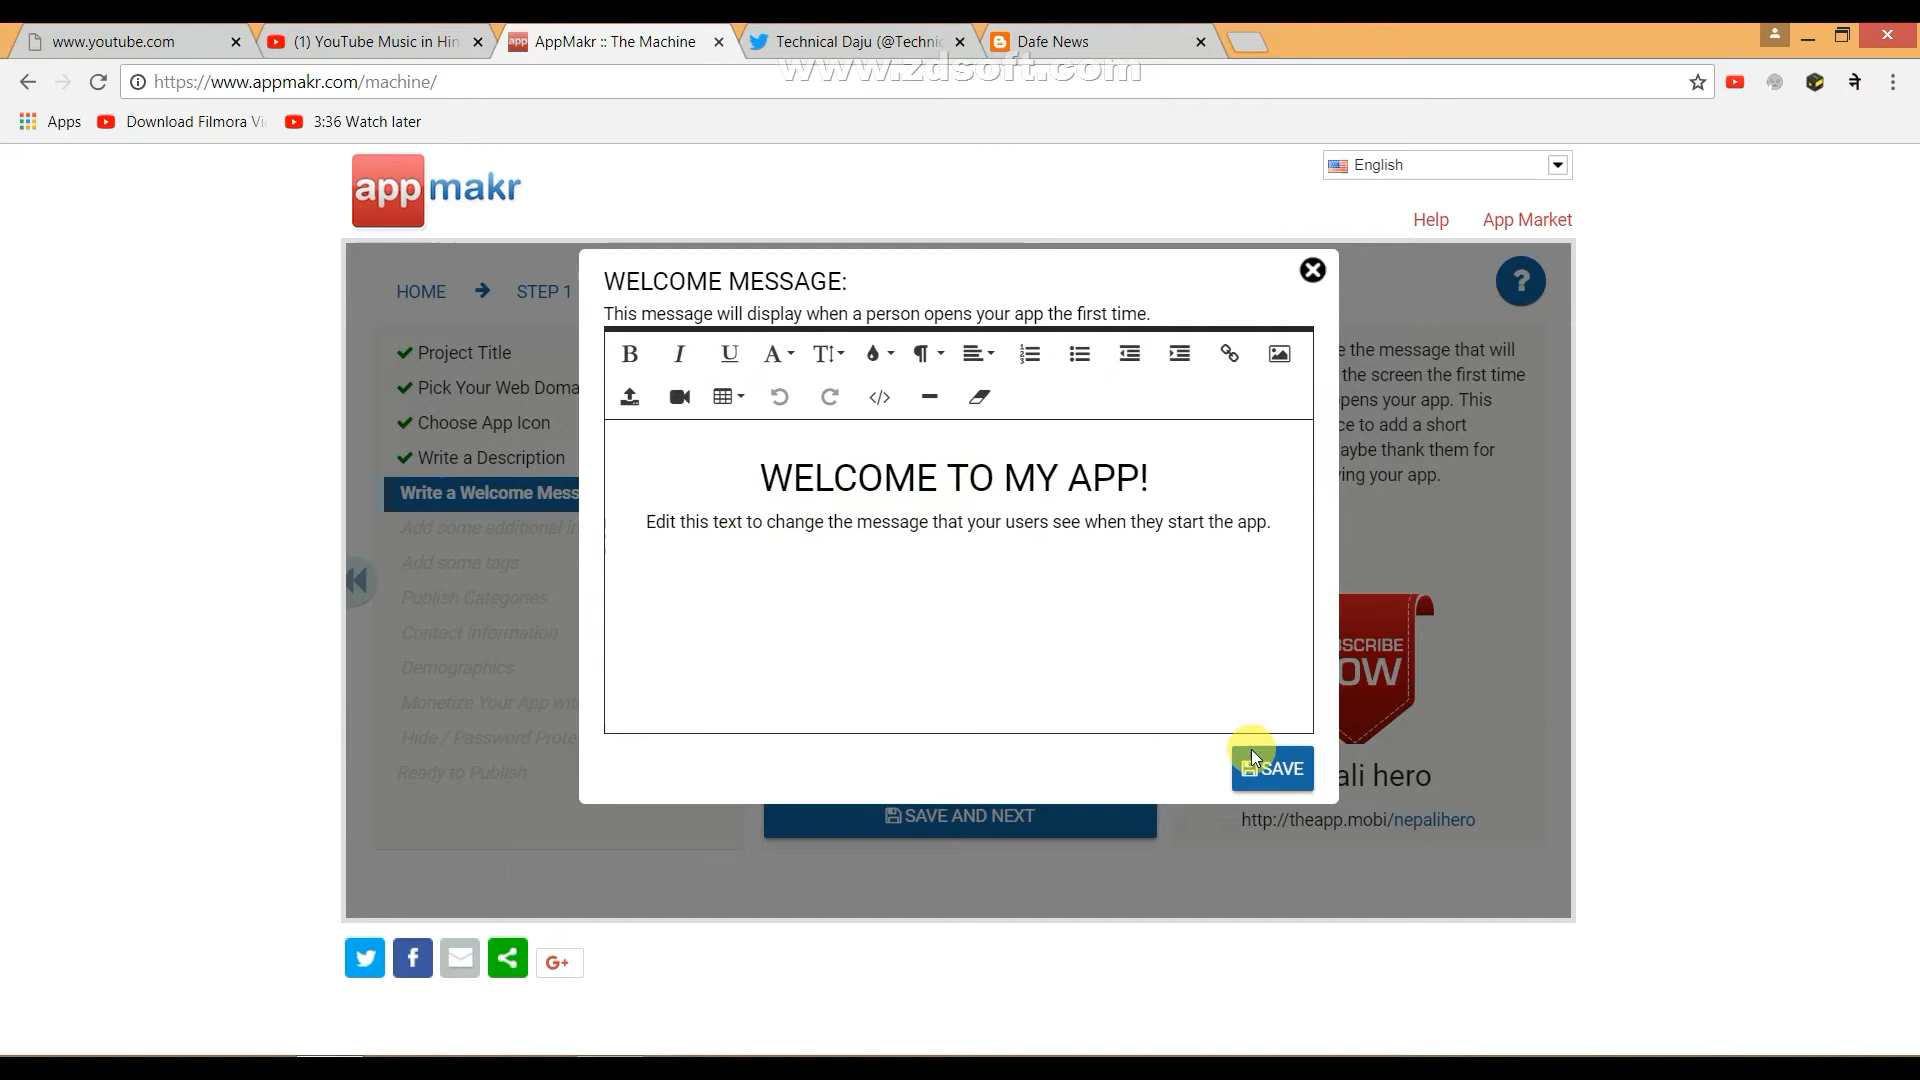 www.youtube.com
(1) YouTube Music in Hin
AppMakr :: The Machine
Technical Daju (@Technic
Dafe News
www.zdsoft.com
https://www.appmakr.com/machine/
Apps
Download Filmora Vi
3:36 Watch later
app makr
English
Help
App Market
HOME
STEP 1
?
WELCOME MESSAGE:
This message will display when a person opens your app the first time.
Project Title
Pick Your Web Doma
Choose App Icon
Write a Description
Write a Welcome Mess
Add some additional in
Add some tags
Publish Categories
Contact Information
Demographics
Monetize Your App wit
Hide / Password Prote
Ready to Publish
B I U A T
WELCOME TO MY APP!
Edit this text to change the message that your users see when they start the app.
SAVE
SAVE AND NEXT
e the message that will
the screen the first time
pens your app. This
ce to add a short
aybe thank them for
ying your app.
SCRIBE
OW
ali hero
http://theapp.mobi/nepalihero
G+